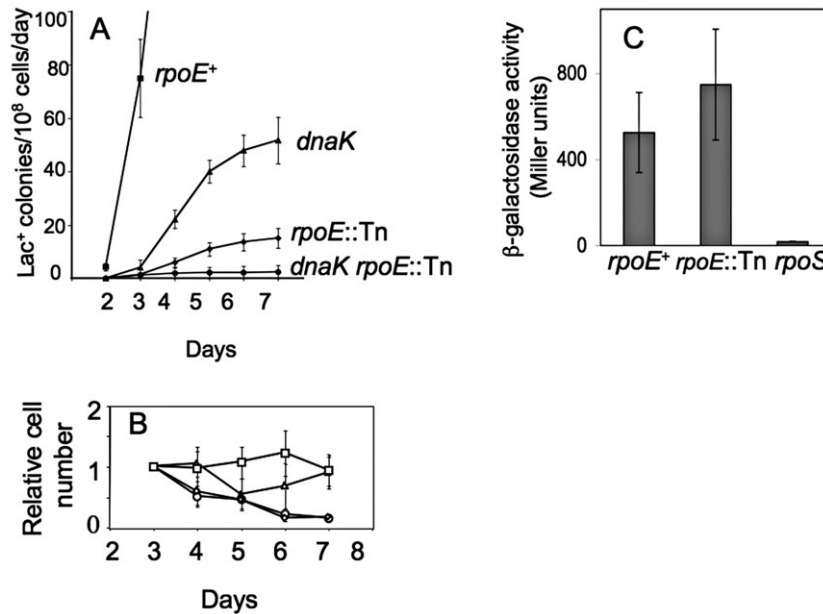 A
Lac⁺ colonies/10⁸ cells/day
100
80
60
40
20
0
rpoE⁺
dnaK
rpoE::Tn
dnaK rpoE::Tn
2 3 4 5 6 7
Days
B
Relative cell
number
2
1
0
2 3 4 5 6 7 8
Days
C
β-galactosidase activity
(Miller units)
800
400
0
rpoE⁺ rpoE::Tn rpoS